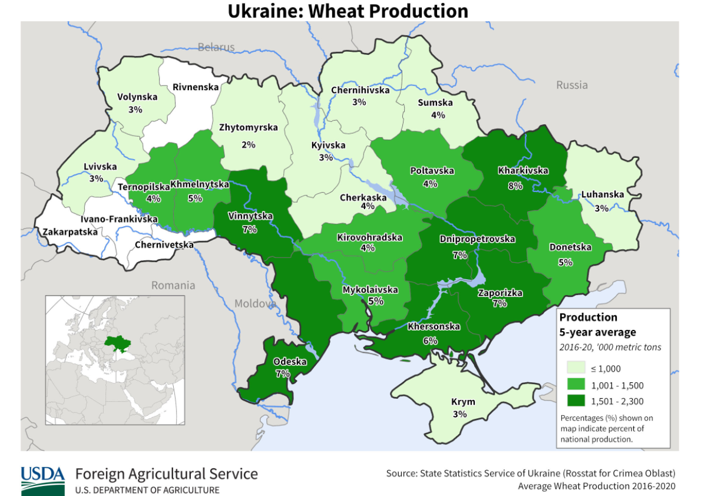 Ukraine: Wheat Production
Belarus
Russia
Rivnenska
Volynska
3%
Chernihivska
3%
Sumska
4%
Zhytomyrska
2%
Kyivska
3%
Lvivska
3%
Ternopilska
4%
Khmelnytska
5%
Poltavska
4%
Kharkivska
8%
Luhanska
3%
Cherkaska
4%
Vinnytska
7%
Ivano-Frankivska
Zakarpatska
Chernivetska
Kirovohradska
4%
Dnipropetrovska
7%
Donetska
5%
Romania
Moldova
Mykolaivska
5%
Zaporizka
7%
Khersonska
6%
Odeska
7%
Krym
3%
Production
5-year average
2016-20, '000 metric tons
≤ 1,000
1,001 - 1,500
1,501 - 2,300
Percentages (%) shown on
map indicate percent of
national production.
USDA
Foreign Agricultural Service
U.S. DEPARTMENT OF AGRICULTURE
Source: State Statistics Service of Ukraine (Rosstat for Crimea Oblast)
Average Wheat Production 2016-2020